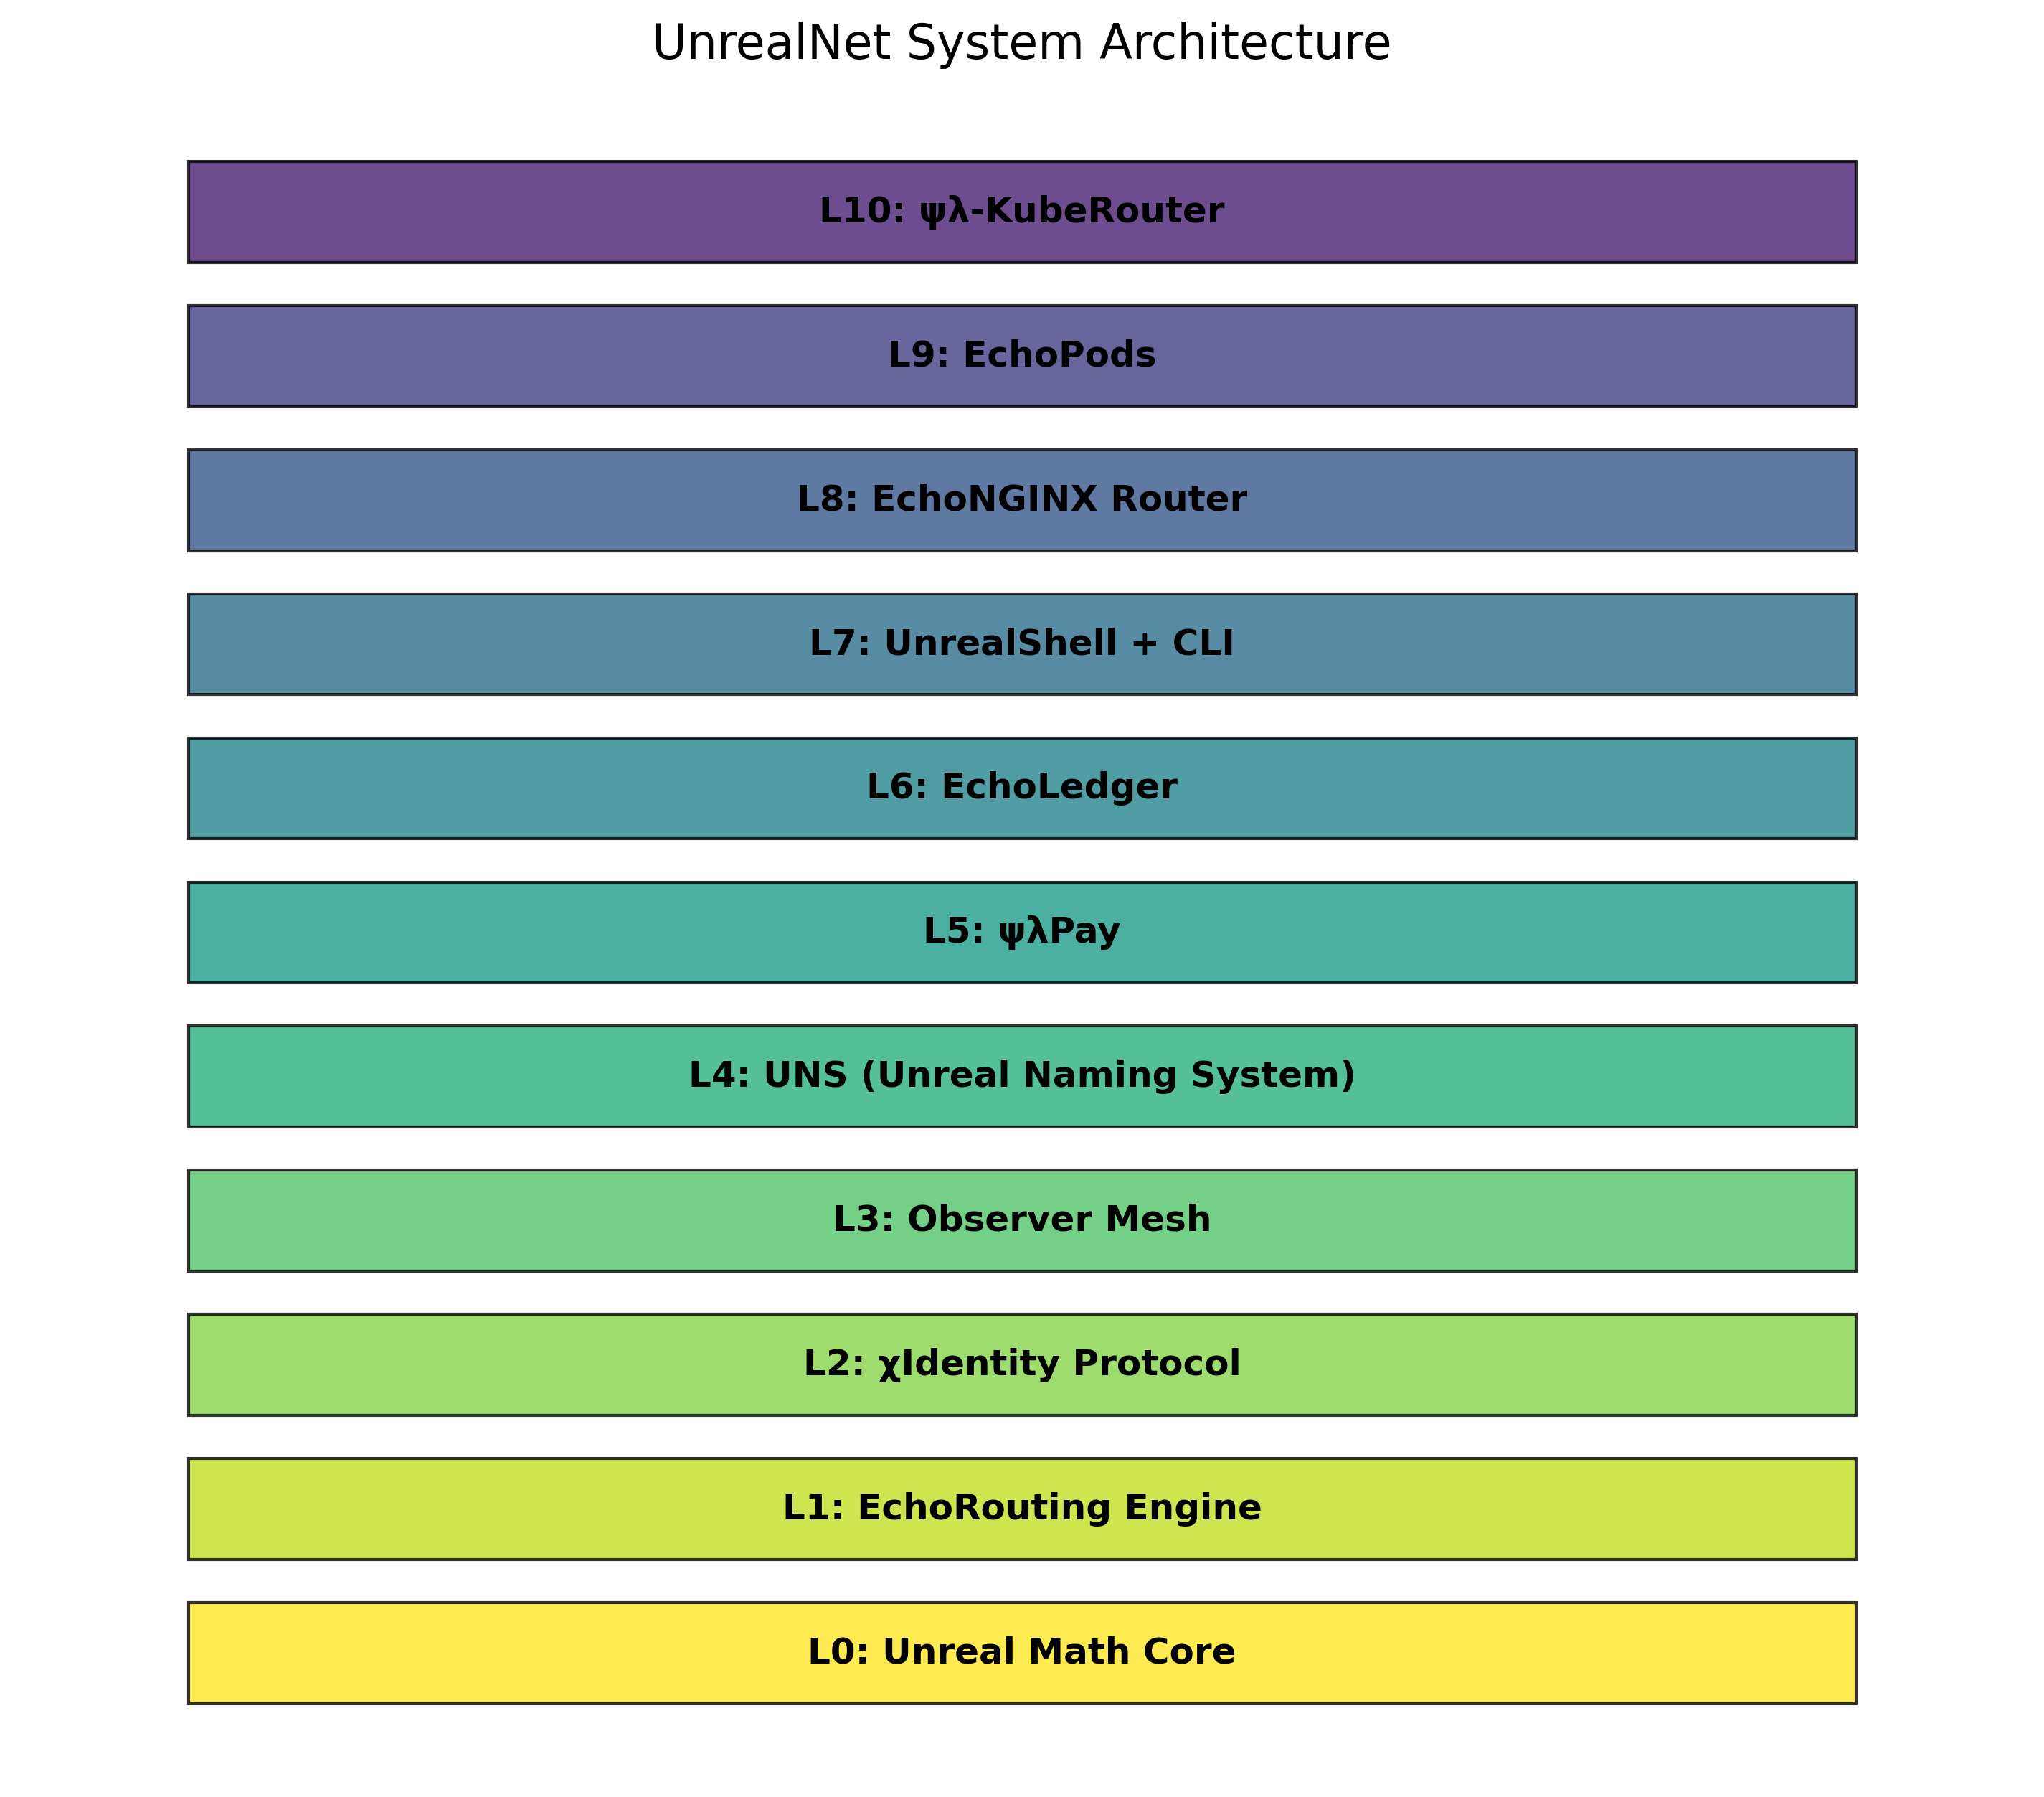 UnrealNet System Architecture
L10: ψλ-KubeRouter
L9: EchoPods
L8: EchoNGINX Router
L7: UnrealShell + CLI
L6: EchoLedger
L5: ψλPay
L4: UNS (Unreal Naming System)
L3: Observer Mesh
L2: χIdentity Protocol
L1: EchoRouting Engine
L0: Unreal Math Core